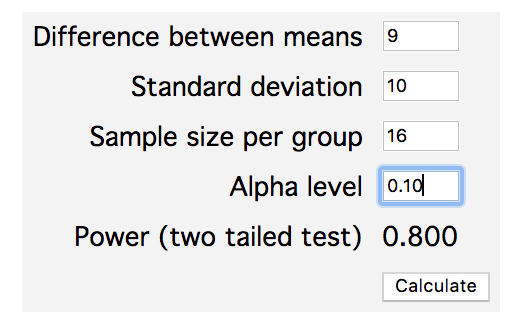 Difference between means 9
Standard deviation 10
Sample size per group 16
Alpha level 0.10
Power (two tailed test) 0.800
Calculate